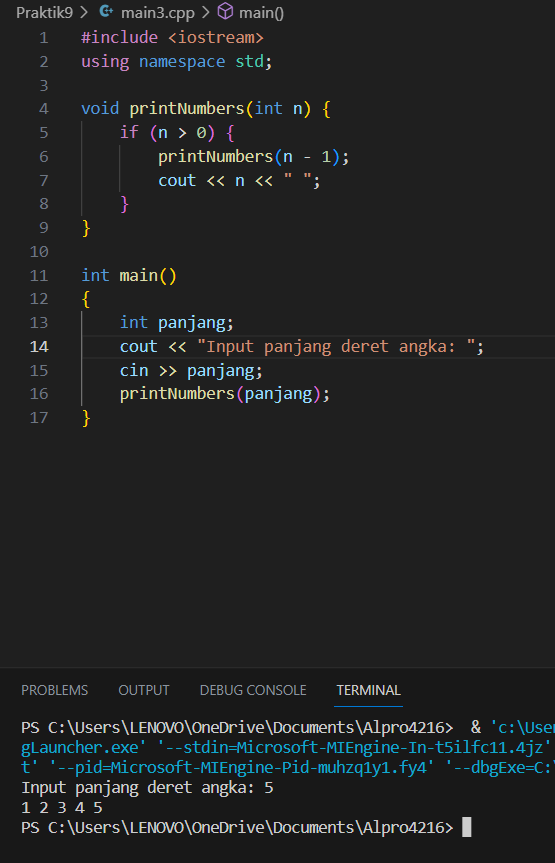 Praktik9 > main3.cpp > main()
1 #include <iostream>
2 using namespace std;
3
4 void printNumbers(int n) {
5     if (n > 0) {
6         printNumbers(n - 1);
7         cout << n << " ";
8     }
9 }
10
11 int main()
12 {
13     int panjang;
14     cout << "Input panjang deret angka: ";
15     cin >> panjang;
16     printNumbers(panjang);
17 }
PROBLEMS OUTPUT DEBUG CONSOLE TERMINAL
PS C:\Users\LENOVO\OneDrive\Documents\Alpro4216>  & 'c:\User
gLauncher.exe' '--stdin=Microsoft-MIEngine-In-t5ilfc11.4jz'
t' '--pid=Microsoft-MIEngine-Pid-muhzq1y1.fy4' '--dbgExe=C:
Input panjang deret angka: 5
1 2 3 4 5
PS C:\Users\LENOVO\OneDrive\Documents\Alpro4216>